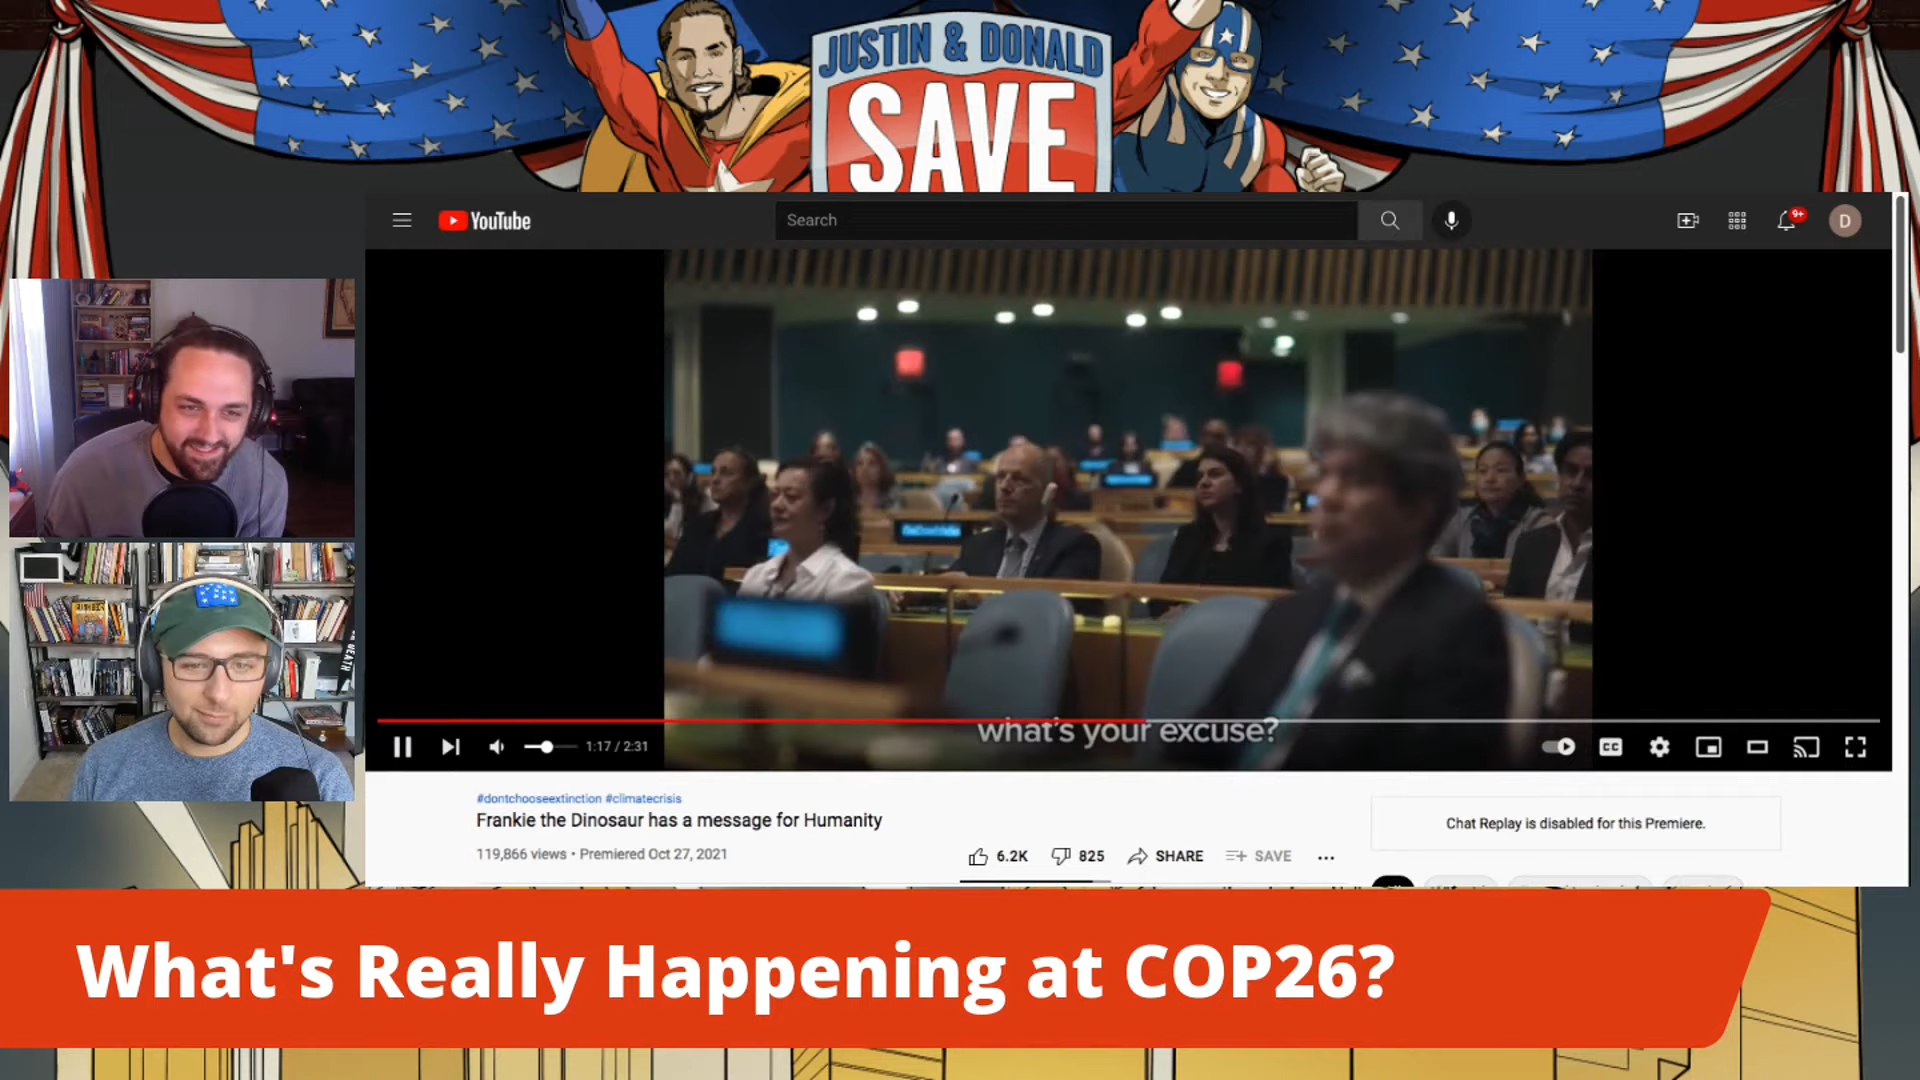 JUSTIN & DONALD
SAVE
YouTube
Search
9+
D
what's your excuse?
1:17 / 2:31
CC
#dontchooseextinction #climatecrisis
Frankie the Dinosaur has a message for Humanity
119,866 views • Premiered Oct 27, 2021
6.2K
825
SHARE
SAVE
Chat Replay is disabled for this Premiere.
What's Really Happening at COP26?